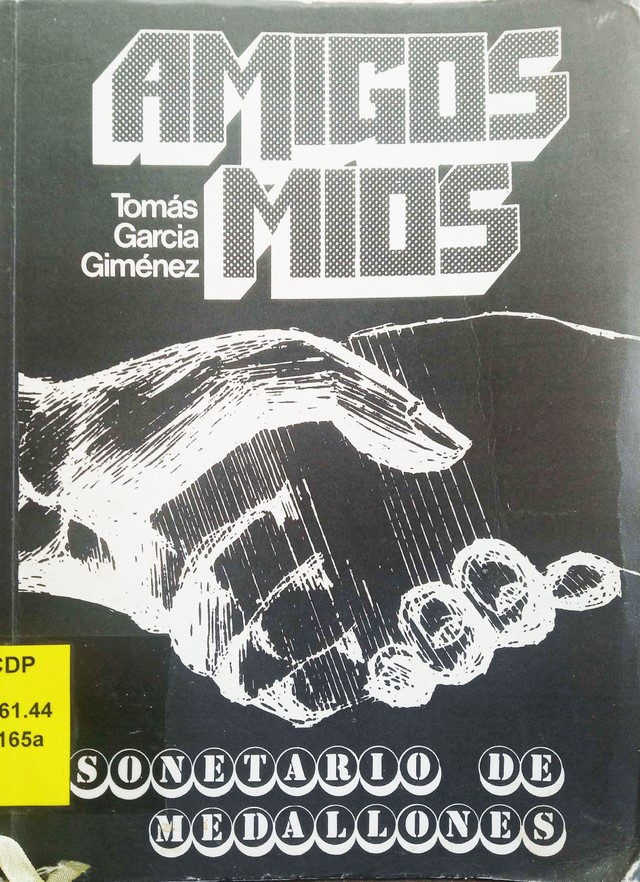 AMIGOS
MIOS
Tomás
Garcia
Giménez
CDP
61.44
165a
SONETARIO DE
MEDALLONES